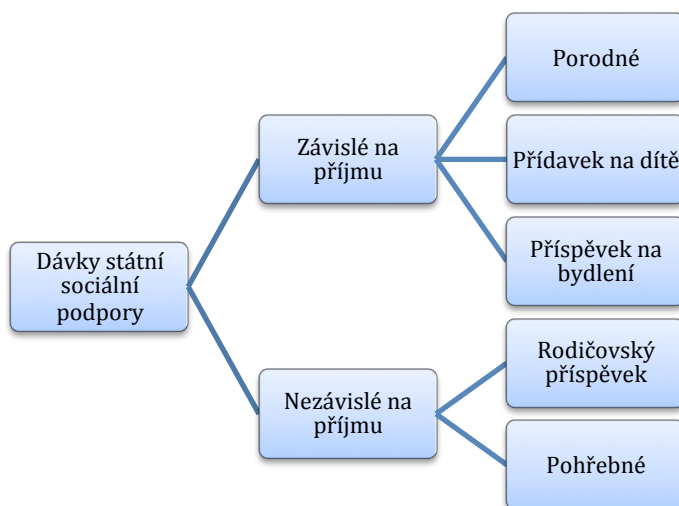 Dávky státní
sociální
podpory
Závislé na
příjmu
Porodné
Přídavek na dítě
Příspěvek na
bydlení
Nezávislé na
příjmu
Rodičovský
příspěvek
Pohřebné